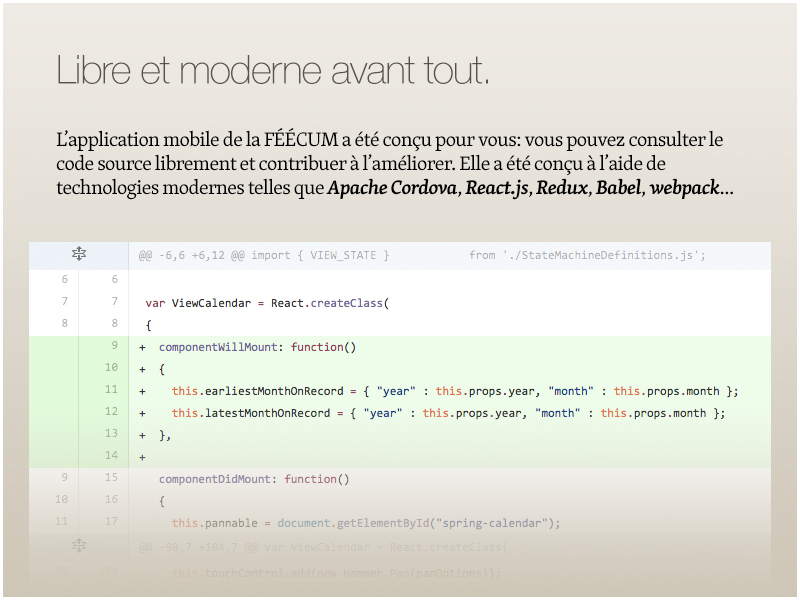 Libre et moderne avant tout.
L’application mobile de la FÉÉCUM a été conçu pour vous: vous pouvez consulter le
code source librement et contribuer à l’améliorer. Elle a été conçu à l’aide de
technologies modernes telles que Apache Cordova, React.js, Redux, Babel, webpack...
@@ -6,6 +6,12 @@ import { VIEW_STATE } from './StateMachineDefinitions.js';
6 6
7 7 var ViewCalendar = React.createClass(
8 8 {
9 + componentWillMount: function()
10 + {
11 + this.earliestMonthOnRecord = { "year" : this.props.year, "month" : this.props.month };
12 + this.latestMonthOnRecord = { "year" : this.props.year, "month" : this.props.month };
13 + },
14 +
9 15 componentDidMount: function()
10 16 {
11 17 this.pannable = document.getElementById("spring-calendar");
@@ -98,7 +104,7 @@ var ViewCalendar = React.createClass(
this.touchControl.add(new Hammer.Pan(panOptions));